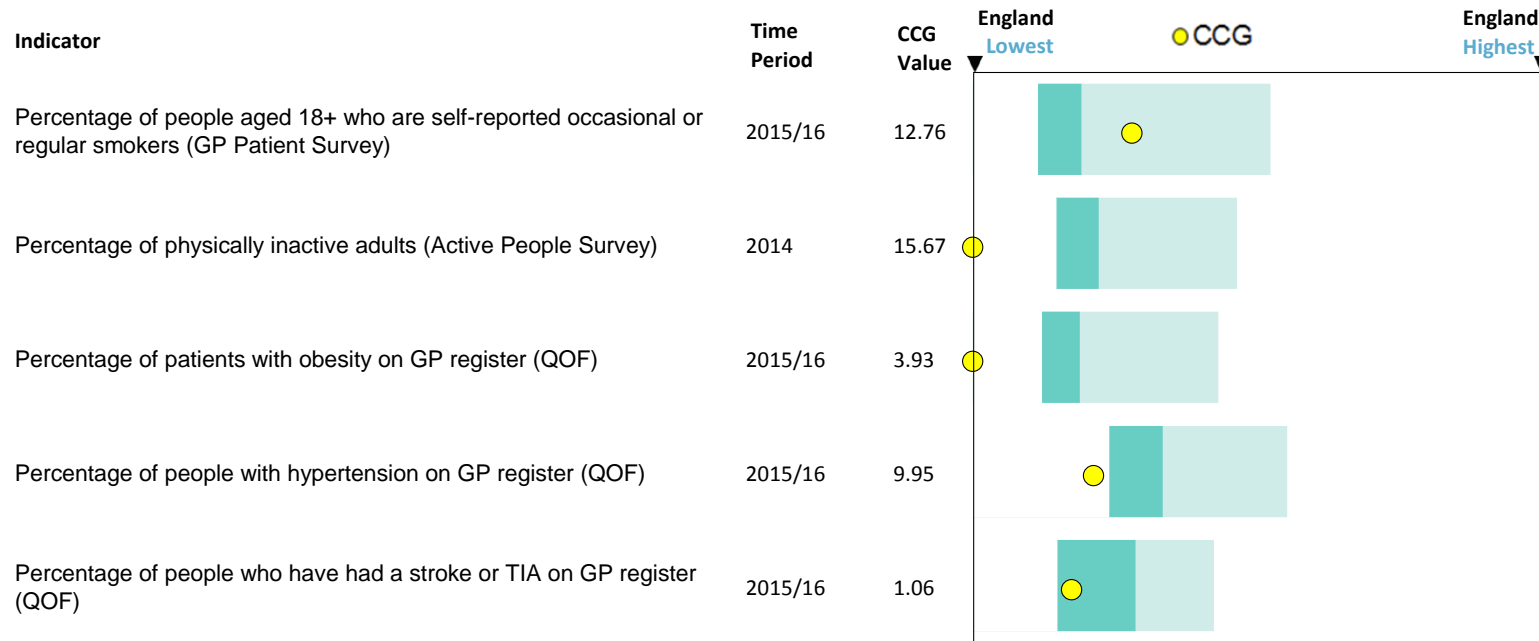 Indicator
Time
Period
CCG
Value
England
Lowest
CCG
England
Highest
Percentage of people aged 18+ who are self-reported occasional or
regular smokers (GP Patient Survey)
2015/16
12.76
Percentage of physically inactive adults (Active People Survey)
2014
15.67
Percentage of patients with obesity on GP register (QOF)
2015/16
3.93
Percentage of people with hypertension on GP register (QOF)
2015/16
9.95
Percentage of people who have had a stroke or TIA on GP register
(QOF)
2015/16
1.06